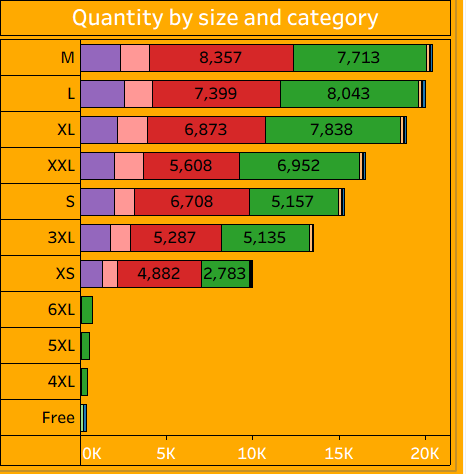 Quantity by size and category
M 8,357 7,713
L 7,399 8,043
XL 6,873 7,838
XXL 5,608 6,952
S 6,708 5,157
3XL 5,287 5,135
XS 4,882 2,783
6XL
5XL
4XL
Free
0K 5K 10K 15K 20K